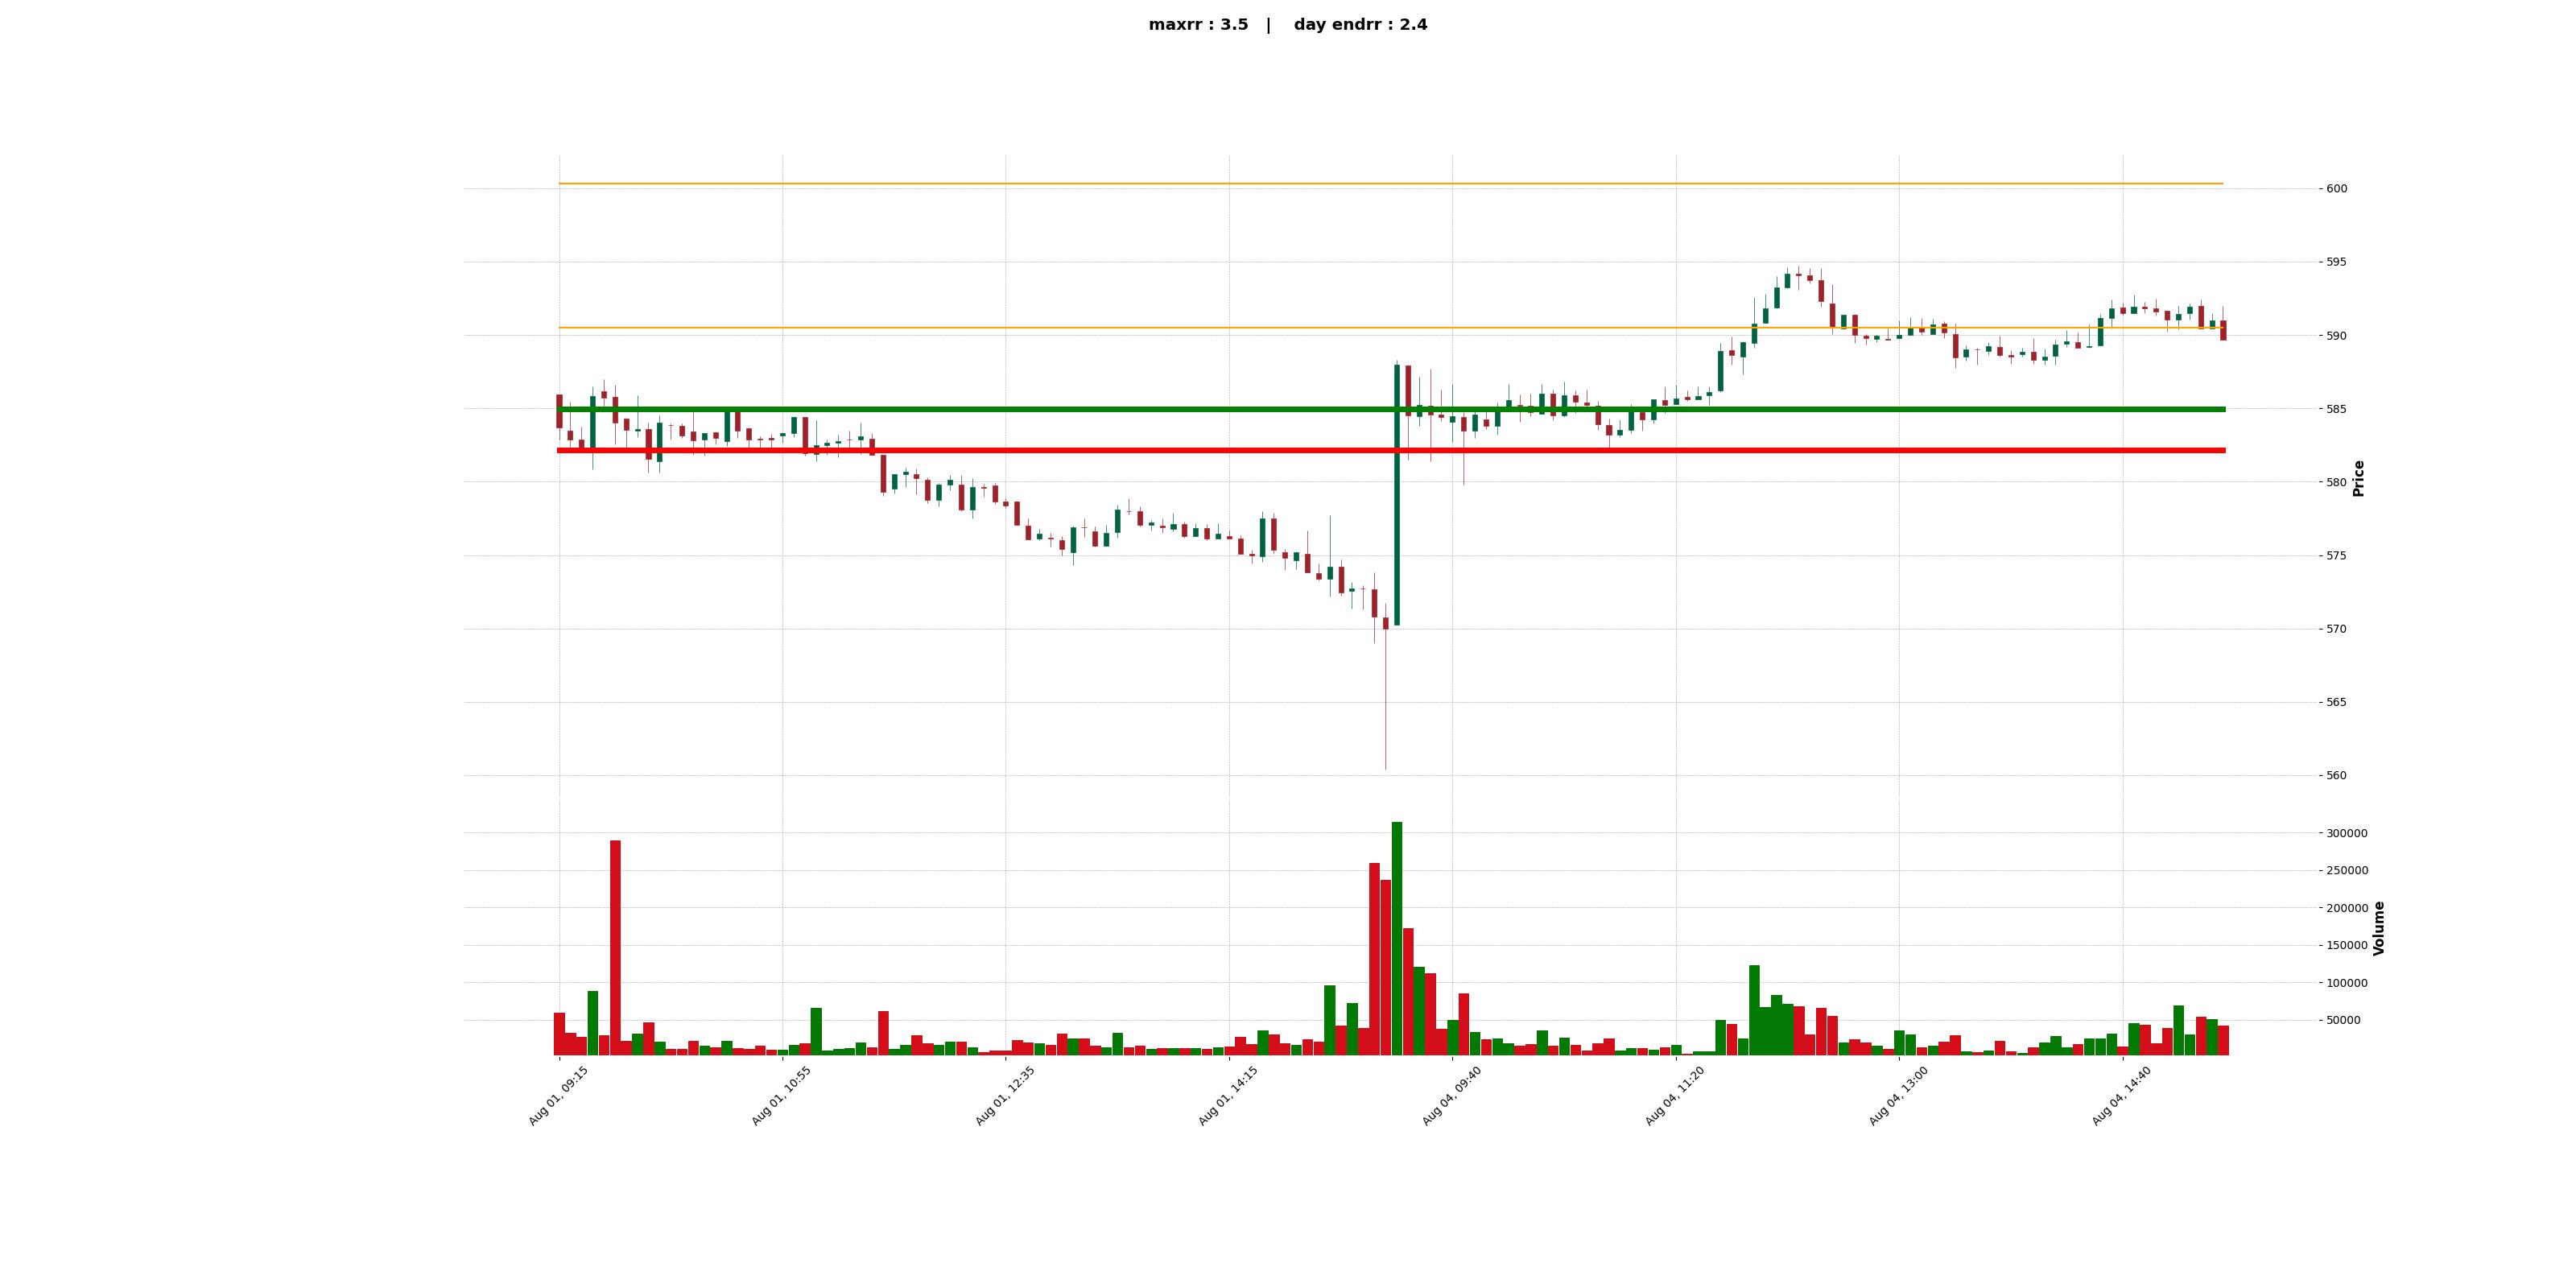 maxrr : 3.5   |    day endrr : 2.4
600
595
590
585
580
575
570
565
560
Price
300000
250000
200000
150000
100000
50000
Volume
Aug 01, 09:15
Aug 01, 10:55
Aug 01, 12:35
Aug 01, 14:15
Aug 04, 09:40
Aug 04, 11:20
Aug 04, 13:00
Aug 04, 14:40